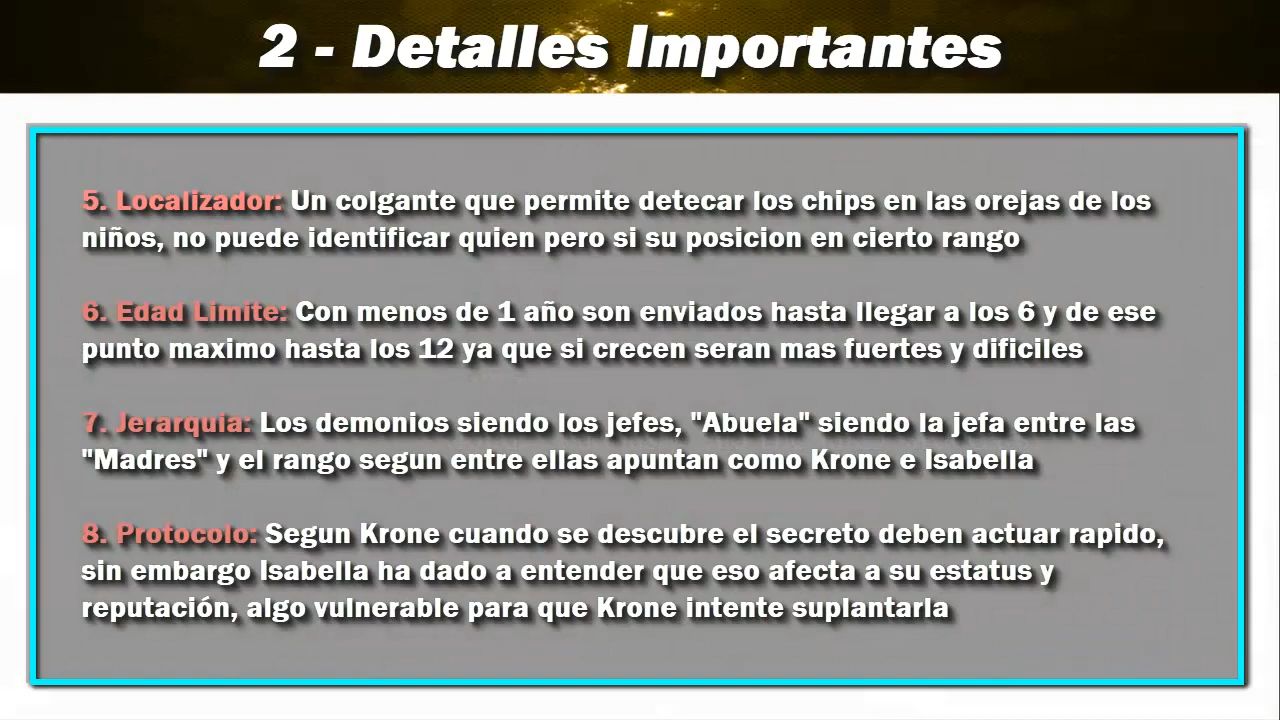 2 - Detalles Importantes
5. Localizador: Un colgante que permite detecar los chips en las orejas de los
niños, no puede identificar quien pero si su posicion en cierto rango
6. Edad Limite: Con menos de 1 año son enviados hasta llegar a los 6 y de ese
punto maximo hasta los 12 ya que si crecen seran mas fuertes y dificiles
7. Jerarquia: Los demonios siendo los jefes, "Abuela" siendo la jefa entre las
"Madres" y el rango segun entre ellas apuntan como Krone e Isabella
8. Protocolo: Segun Krone cuando se descubre el secreto deben actuar rapido,
sin embargo Isabella ha dado a entender que eso afecta a su estatus y
reputación, algo vulnerable para que Krone intente suplantarla